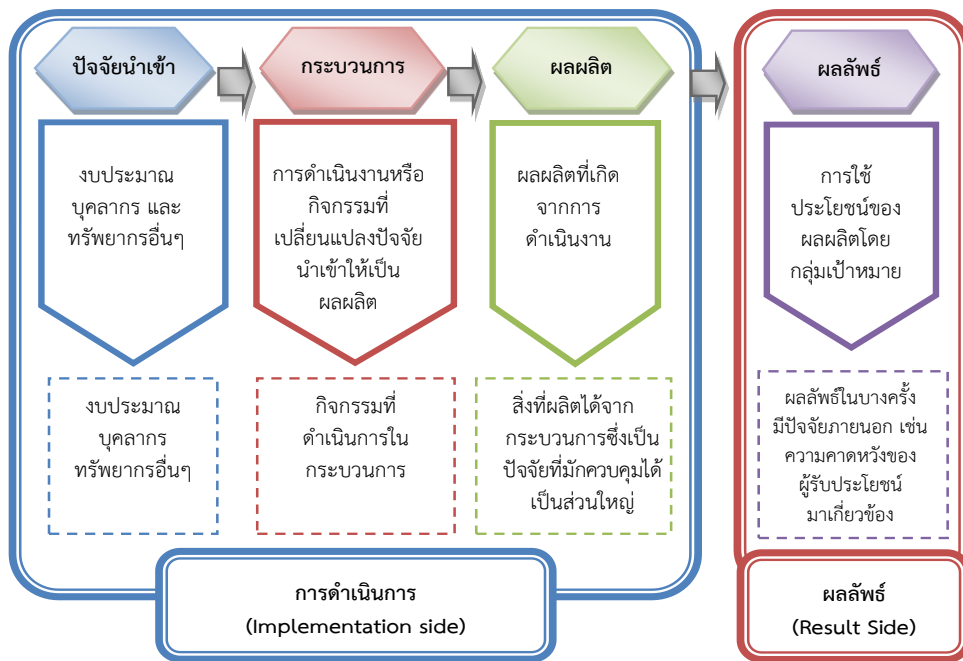 ปัจจัยนำเข้า
กระบวนการ
ผลผลิต
ผลลัพธ์
งบประมาณ
บุคลากร และ
ทรัพยากรอื่นๆ
การดำเนินงานหรือ
กิจกรรมที่
เปลี่ยนแปลงปัจจัย
นำเข้าให้เป็น
ผลผลิต
ผลผลิตที่เกิด
จากการ
ดำเนินงาน
การใช้
ประโยชน์ของ
ผลผลิตโดย
กลุ่มเป้าหมาย
งบประมาณ
บุคลากร
ทรัพยากรอื่นๆ
กิจกรรมที่
ดำเนินการใน
กระบวนการ
สิ่งที่ผลิตได้จาก
กระบวนการซึ่งเป็น
ปัจจัยที่มักควบคุมได้
เป็นส่วนใหญ่
ผลลัพธ์ในบางครั้ง
มีปัจจัยภายนอก เช่น
ความคาดหวังของ
ผู้รับประโยชน์
มาเกี่ยวข้อง
การดำเนินการ
(Implementation side)
ผลลัพธ์
(Result Side)